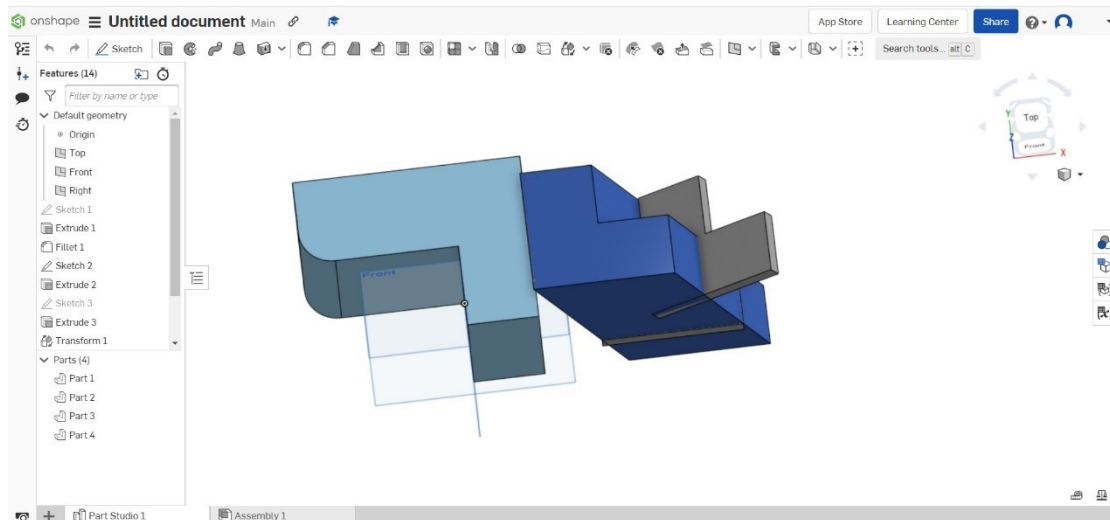 onshape Untitled document Main
App Store Learning Center Share
Sketch Search tools... alt C
Features (14)
Filter by name or type
Default geometry
Origin
Top
Front
Right
Sketch 1
Extrude 1
Fillet 1
Sketch 2
Extrude 2
Sketch 3
Extrude 3
Transform 1
Parts (4)
Part 1
Part 2
Part 3
Part 4
Front
Y Top
Z Front
X
Part Studio 1 Assembly 1